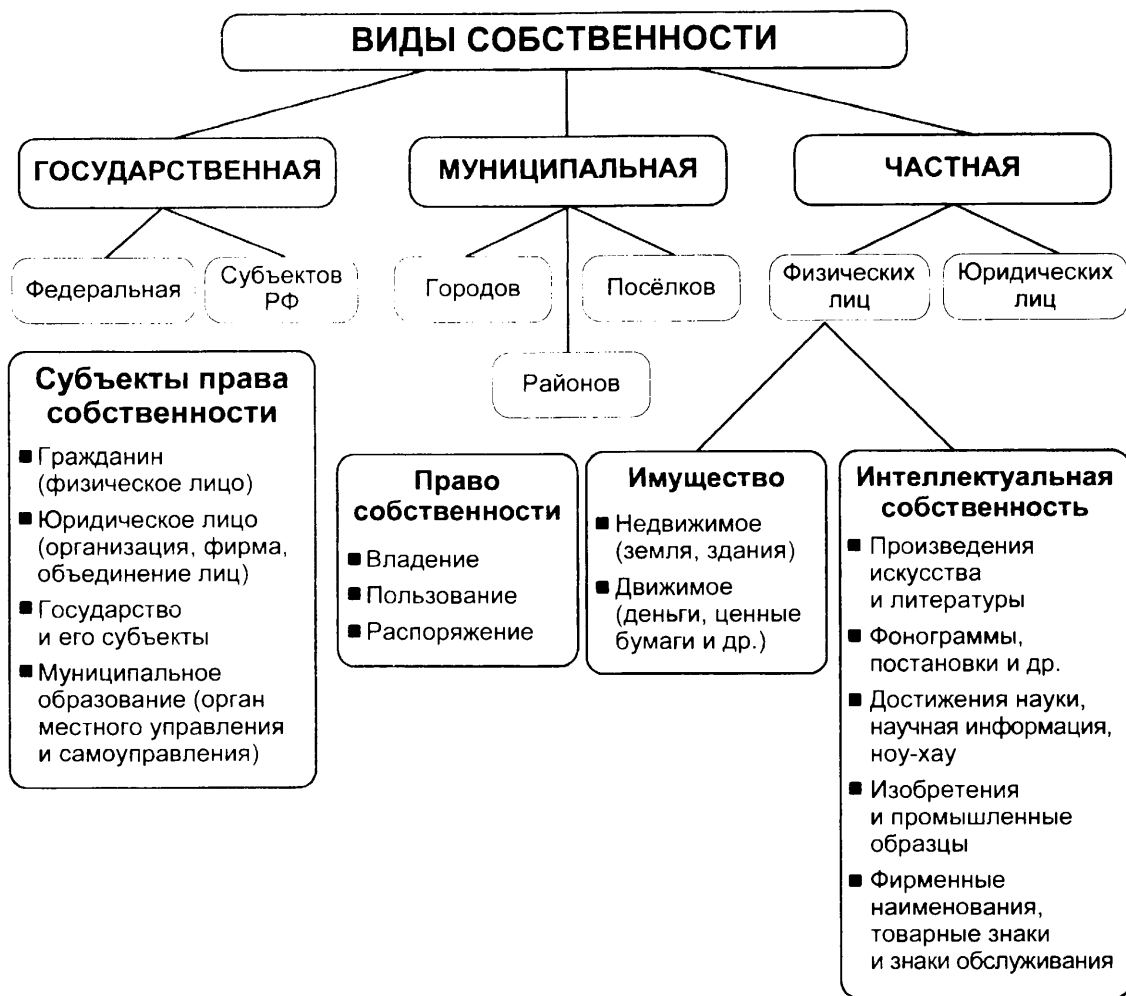 ВИДЫ СОБСТВЕННОСТИ
ГОСУДАРСТВЕННАЯ
МУНИЦИПАЛЬНАЯ
ЧАСТНАЯ
Федеральная
Субъектов
РФ
Городов
Посёлков
Районов
Физических
лиц
Юридических
лиц
Субъекты права
собственности
■ Гражданин
(физическое лицо)
■ Юридическое лицо
(организация, фирма,
объединение лиц)
■ Государство
и его субъекты
■ Муниципальное
образование (орган
местного управления
и самоуправления)
Право
собственности
■ Владение
■ Пользование
■ Распоряжение
Имущество
■ Недвижимое
(земля, здания)
■ Движимое
(деньги, ценные
бумаги и др.)
Интеллектуальная
собственность
■ Произведения
искусства
и литературы
■ Фонограммы,
постановки и др.
■ Достижения науки,
научная информация,
ноу-хау
■ Изобретения
и промышленные
образцы
■ Фирменные
наименования,
товарные знаки
и знаки обслуживания